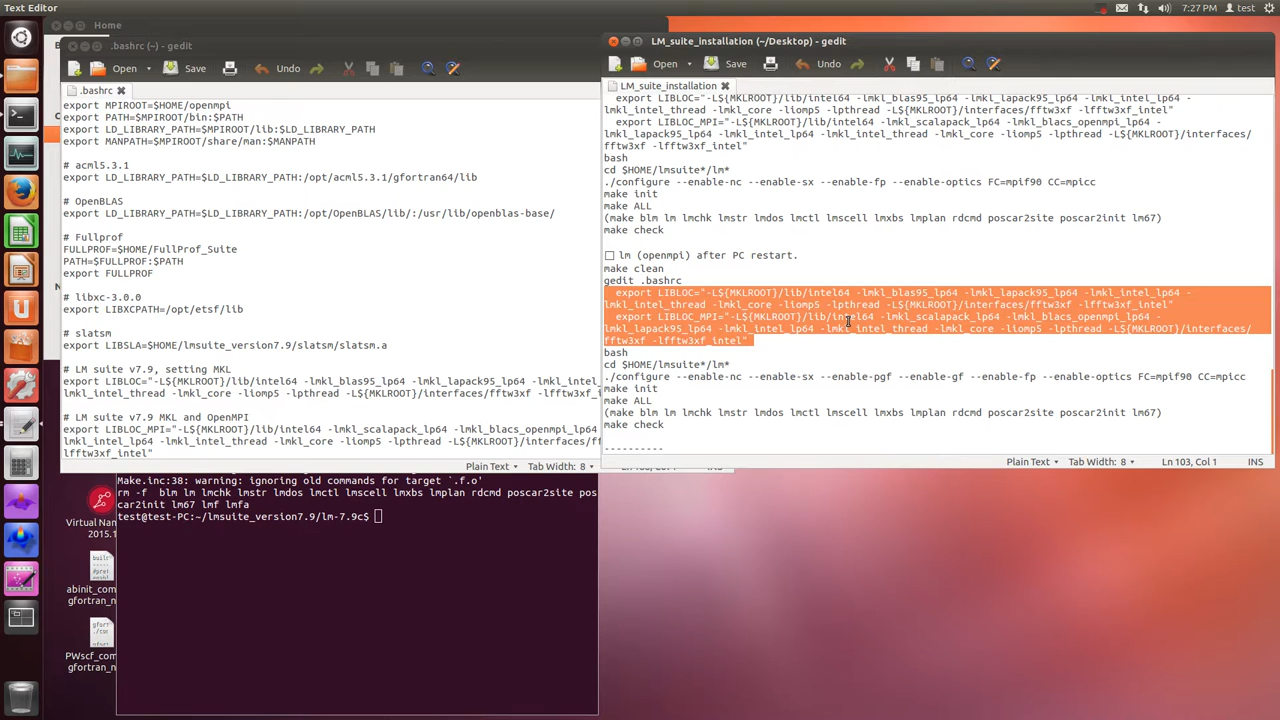 Text Editor
7:27 PM
test
Home
.bashrc (~) - gedit
Open
Save
Undo
.bashrc
export MPIROOT=$HOME/openmpi
export PATH=$MPIROOT/bin:$PATH
export LD_LIBRARY_PATH=$MPIROOT/lib:$LD_LIBRARY_PATH
export MANPATH=$MPIROOT/share/man:$MANPATH
# acml5.3.1
export LD_LIBRARY_PATH=$LD_LIBRARY_PATH:/opt/acml5.3.1/gfortran64/lib
# OpenBLAS
export LD_LIBRARY_PATH=$LD_LIBRARY_PATH:/opt/OpenBLAS/lib/:/usr/lib/openblas-base/
# Fullprof
FULLPROF=$HOME/FullProf_Suite
PATH=$FULLPROF:$PATH
export FULLPROF
# libxc-3.0.0
export LIBXCPATH=/opt/etsf/lib
# slatsm
export LIBSLA=$HOME/lmsuite_version7.9/slatsm/slatsm.a
# LM suite v7.9, setting MKL
export LIBLOC="-L${MKLROOT}/lib/intel64 -lmkl_blas95_lp64 -lmkl_lapack95_lp64 -lmkl_inte
lmkl_intel_thread -lmkl_core -liomp5 -lpthread -L${MKLROOT}/interfaces/fftw3xf -lfftw3xf_
# LM suite v7.9 MKL and OpenMPI
export LIBLOC_MPI="-L${MKLROOT}/lib/intel64 -lmkl_scalapack_lp64 -lmkl_blacs_openmpi_lp64
lmkl_intel_lp64 -lmkl_intel_thread -lmkl_core -liomp5 -lpthread -L${MKLROOT}/interfaces/f
lfftw3xf_intel"
Plain Text
Tab Width: 8
LM_suite_installation (~/Desktop) - gedit
Open
Save
Undo
LM_suite_installation
export LIBLOC="-L${MKLROOT}/lib/intel64 -lmkl_blas95_lp64 -lmkl_lapack95_lp64 -lmkl_intel_lp64 -
lmkl_intel_thread -lmkl_core -liomp5 -lpthread -L${MKLROOT}/interfaces/fftw3xf -lfftw3xf_intel"
export LIBLOC_MPI="-L${MKLROOT}/lib/intel64 -lmkl_scalapack_lp64 -lmkl_blacs_openmpi_lp64 -
lmkl_lapack95_lp64 -lmkl_intel_lp64 -lmkl_intel_thread -lmkl_core -liomp5 -lpthread -L${MKLROOT}/interfaces/
fftw3xf -lfftw3xf_intel"
bash
cd $HOME/lmsuite*/lm*
./configure --enable-nc --enable-sx --enable-fp --enable-optics FC=mpif90 CC=mpicc
make init
make ALL
(make blm lm lmchk lmstr lmdos lmctl lmscell lmxbs lmplan rdcmd poscar2site poscar2init lm67)
make check
□ lm (openmpi) after PC restart.
make clean
gedit .bashrc
export LIBLOC="-L${MKLROOT}/lib/intel64 -lmkl_blas95_lp64 -lmkl_lapack95_lp64 -lmkl_intel_lp64 -
lmkl_intel_thread -lmkl_core -liomp5 -lpthread -L${MKLROOT}/interfaces/fftw3xf -lfftw3xf_intel"
export LIBLOC_MPI="-L${MKLROOT}/lib/intel64 -lmkl_scalapack_lp64 -lmkl_blacs_openmpi_lp64 -
lmkl_lapack95_lp64 -lmkl_intel_lp64 -lmkl_intel_thread -lmkl_core -liomp5 -lpthread -L${MKLROOT}/interfaces/
fftw3xf -lfftw3xf_intel"
bash
cd $HOME/lmsuite*/lm*
./configure --enable-nc --enable-sx --enable-pgf --enable-gf --enable-fp --enable-optics FC=mpif90 CC=mpicc
make init
make ALL
(make blm lm lmchk lmstr lmdos lmctl lmscell lmxbs lmplan rdcmd poscar2site poscar2init lm67)
make check
----------
Plain Text
Tab Width: 8
Ln 103, Col 1
INS
Make.inc:38: warning: ignoring old commands for target `.f.o'
rm -f  blm lm lmchk lmstr lmdos lmctl lmscell lmxbs lmplan rdcmd poscar2site pos
car2init lm67 lmf lmfa
test@test-PC:~/lmsuite_version7.9/lm-7.9c$
Virtual Na
2015.1
abinit_com
gfortran_n
PWscf_com
gfortran_n